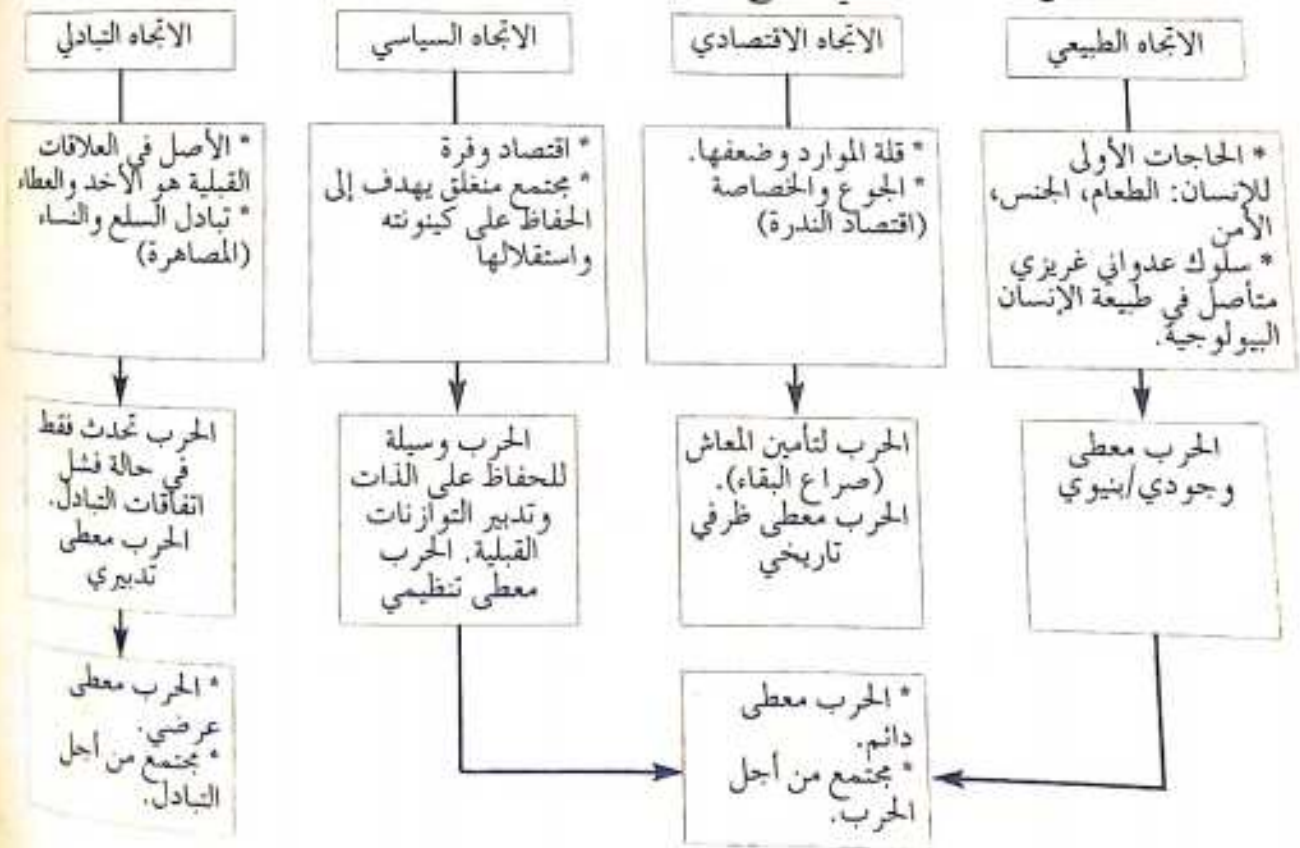 الاتجاه الطبيعي
* الحاجات الأولى
للإنسان: الطعام، الجنس،
الأمن
* سلوك عدواني غريزي
متأصل في طبيعة الإنسان
البيولوجية.
الحرب معطى
وجودي/بنيوي
الاتجاه الاقتصادي
* قلة الموارد وضعفها.
* الجوع والخصاصة
(اقتصاد الندرة)
الحرب لتأمين المعاش
(صراع البقاء).
الحرب معطى ظرفي
تاريخي
الاتجاه السياسي
* اقتصاد وفرة
* مجتمع منغلق يهدف إلى
الحفاظ على كينونته
واستقلالها
الحرب وسيلة
للحفاظ على الذات
وتدبير التوازنات
القبلية. الحرب
معطى تنظيمي
* الحرب معطى
دائم.
* مجتمع من أجل
الحرب.
الاتجاه التبادلي
* الأصل في العلاقات
القبلية هو الأخد والعطاء
* تبادل السلع والنساء
(المصاهرة)
الحرب تحدث فقط
في حالة فشل
اتفاقات التبادل.
الحرب معطى
تدبيري
* الحرب معطى
عرضي.
* مجتمع من أجل
التبادل.